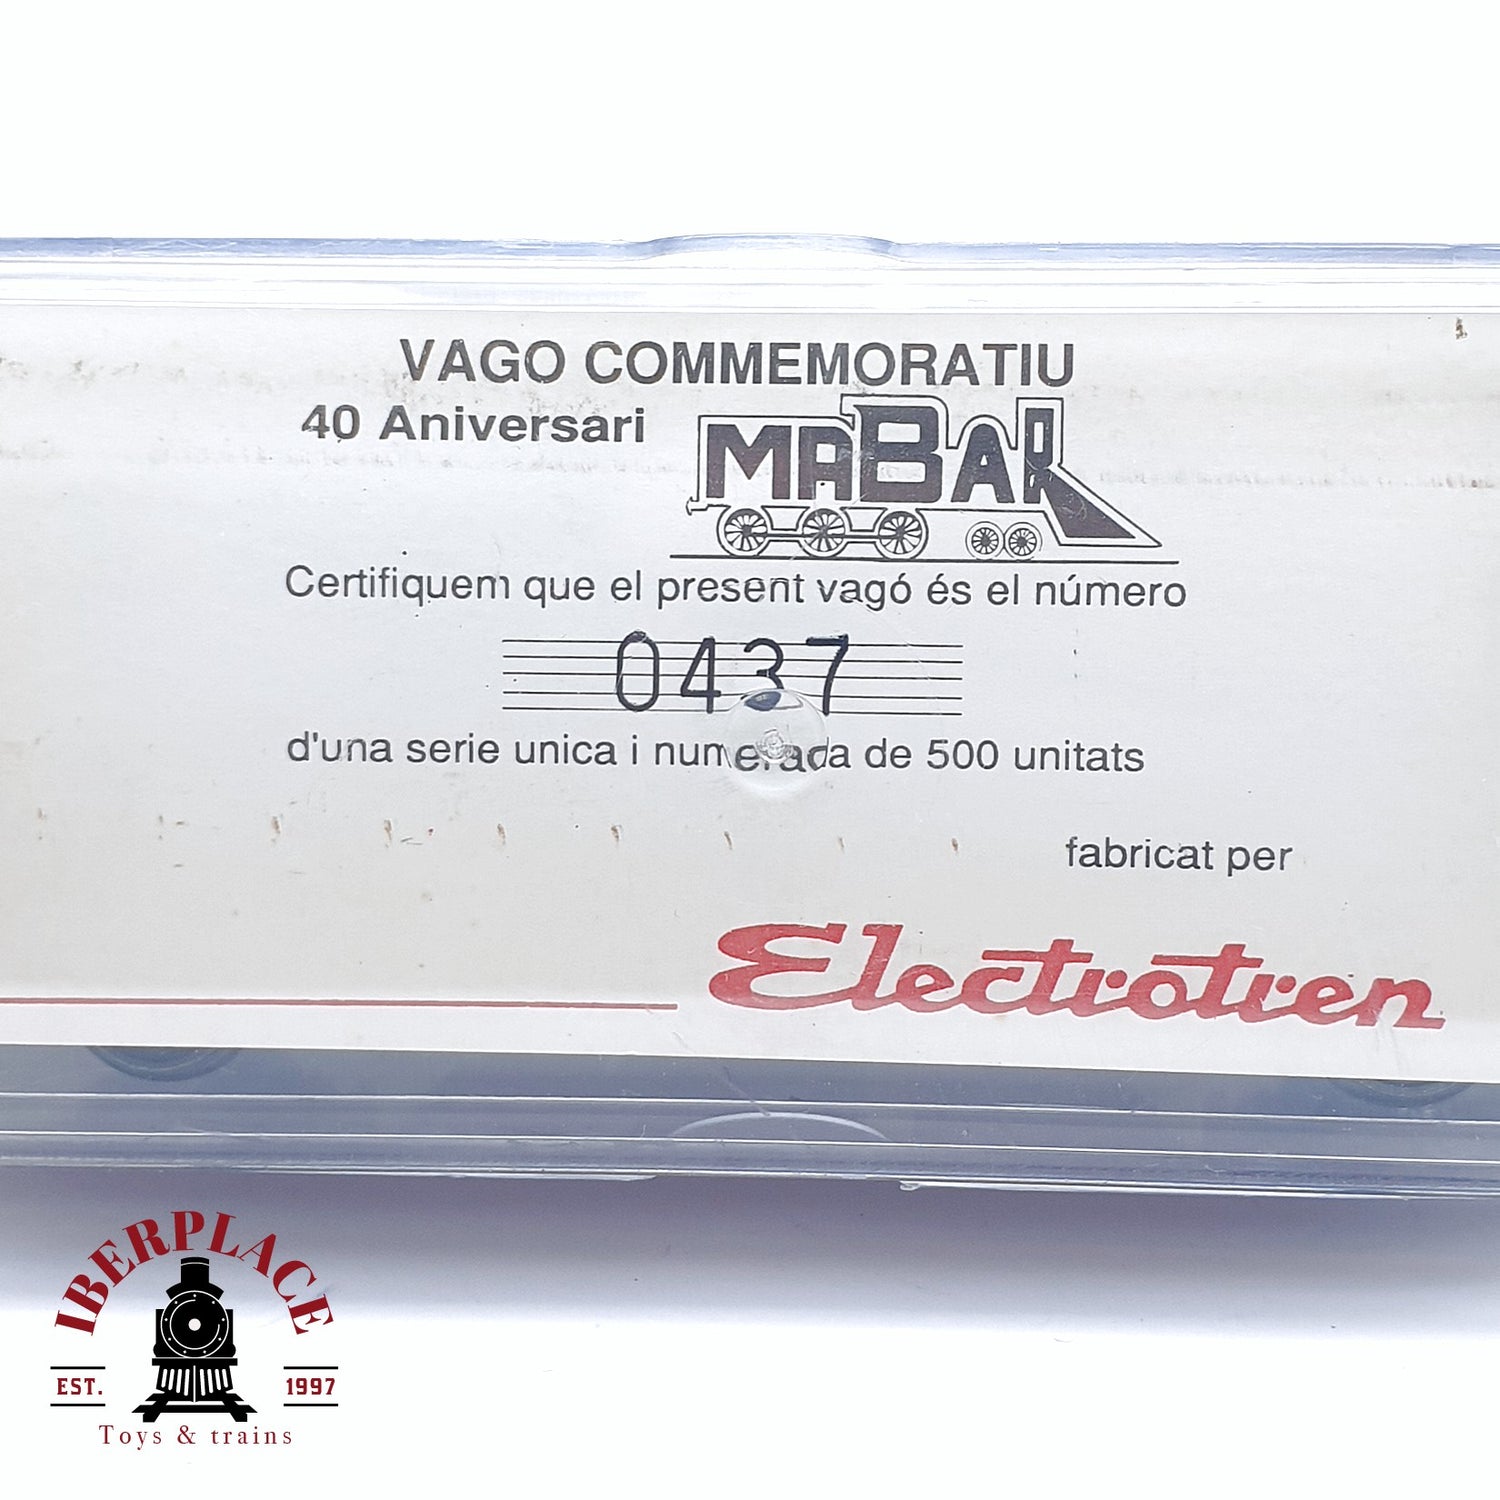 VAGO COMMEMORATIU
40 Aniversari
MABAR
Certifiquem que el present vagó és el número
0437
d'una serie unica i numerada de 500 unitats
fabricat per
Electrotren
IBERPLACE
EST. 1997
Toys & trains